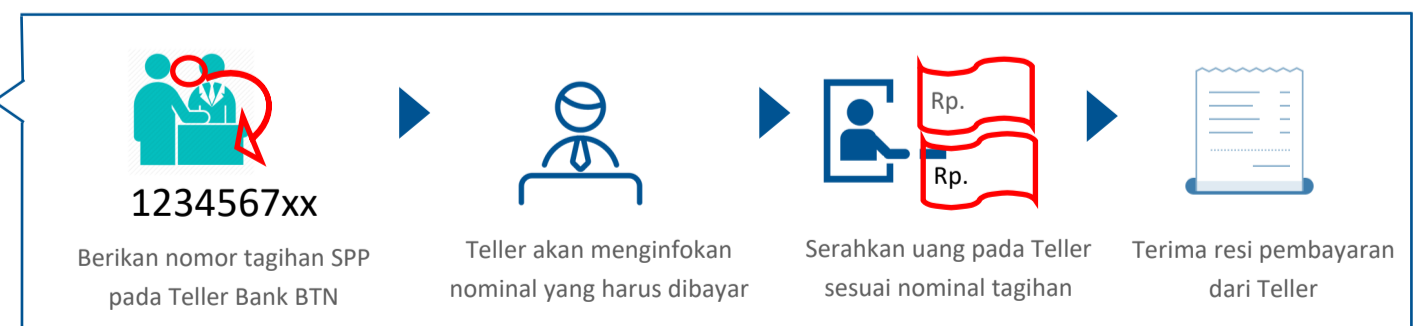 1234567xx
Berikan nomor tagihan SPP
pada Teller Bank BTN
Teller akan menginfokan
nominal yang harus dibayar
Rp.
Rp.
Serahkan uang pada Teller
sesuai nominal tagihan
Terima resi pembayaran
dari Teller